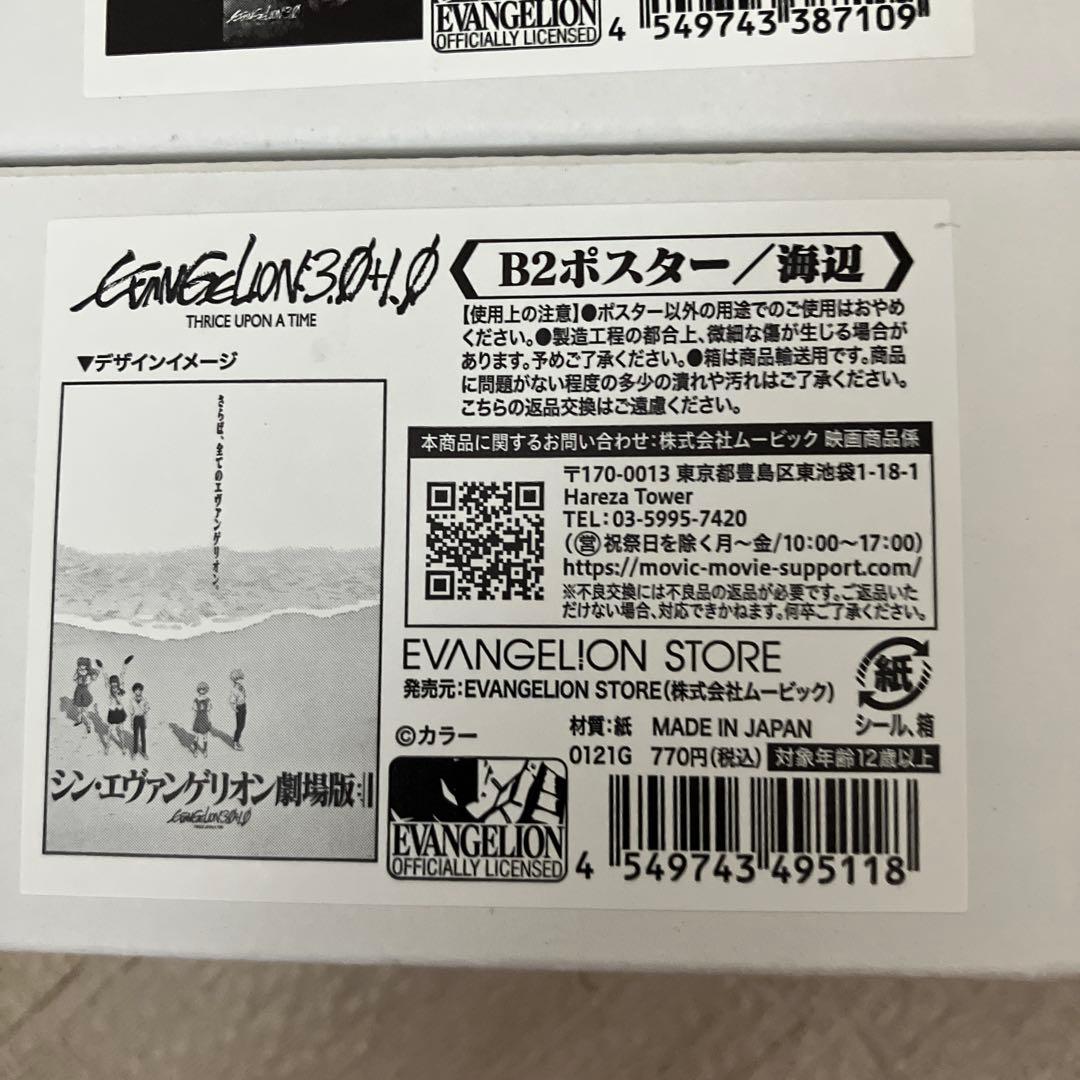 EVANGELION
OFFICIALLY LICENSED
4 549743 387109
EVANGELION:3.0+1.0
THRICE UPON A TIME
B2ポスター/海辺
【使用上の注意】●ポスター以外の用途でのご使用はおやめ
ください。●製造工程の都合上、微細な傷が生じる場合が
あります。予めご了承ください。●箱は商品輸送用です。商品
に問題がない程度の多少の潰れや汚れはご了承ください。
こちらの返品交換はご遠慮ください。
▼デザインイメージ
さらば、全てのエヴァンゲリオン。
シン・エヴァンゲリオン劇場版:||
EVANGELION:3.0+1.0
本商品に関するお問い合わせ:株式会社ムービック 映画商品係
〒170-0013 東京都豊島区東池袋1-18-1
Hareza Tower
TEL:03-5995-7420
(営祝祭日を除く月~金/10:00~17:00)
https://movic-movie-support.com/
※不良交換には不良品の返品が必要です。ご返品いた
だけない場合、対応できかねます。何卒ご了承ください。
EVANGELION STORE
発売元:EVANGELION STORE(株式会社ムービック)
紙
シール、箱
©カラー
材質:紙 MADE IN JAPAN
0121G 770円(税込) 対象年齢12歳以上
EVANGELION
OFFICIALLY LICENSED
4 549743 495118